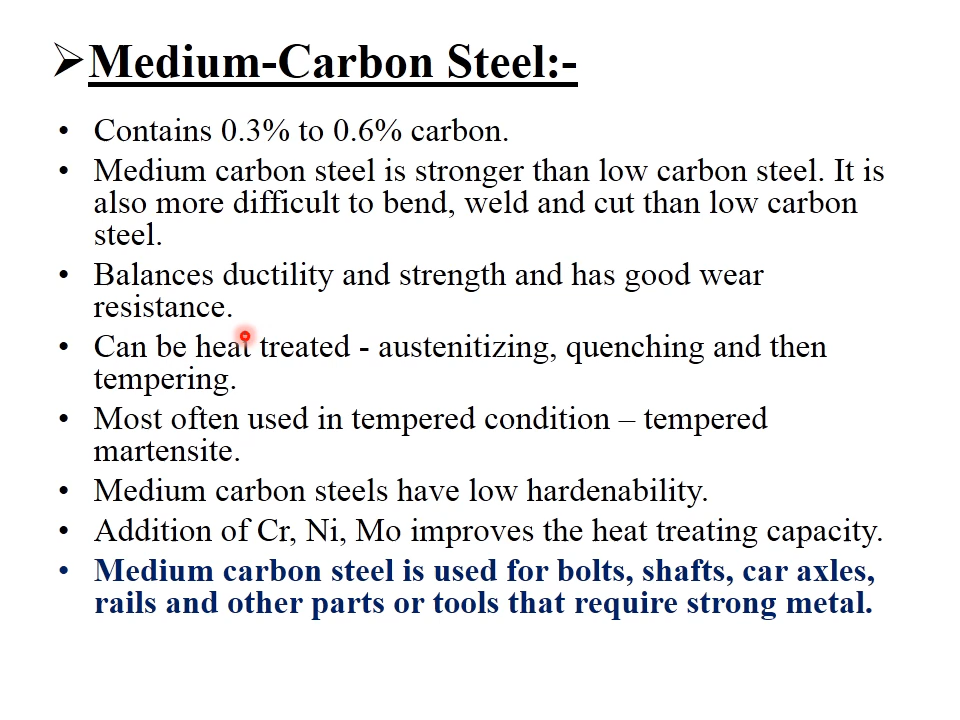 ➢Medium-Carbon Steel:-
• Contains 0.3% to 0.6% carbon.
• Medium carbon steel is stronger than low carbon steel. It is
also more difficult to bend, weld and cut than low carbon
steel.
• Balances ductility and strength and has good wear
resistance.
• Can be heat treated - austenitizing, quenching and then
tempering.
• Most often used in tempered condition – tempered
martensite.
• Medium carbon steels have low hardenability.
• Addition of Cr, Ni, Mo improves the heat treating capacity.
• Medium carbon steel is used for bolts, shafts, car axles,
rails and other parts or tools that require strong metal.